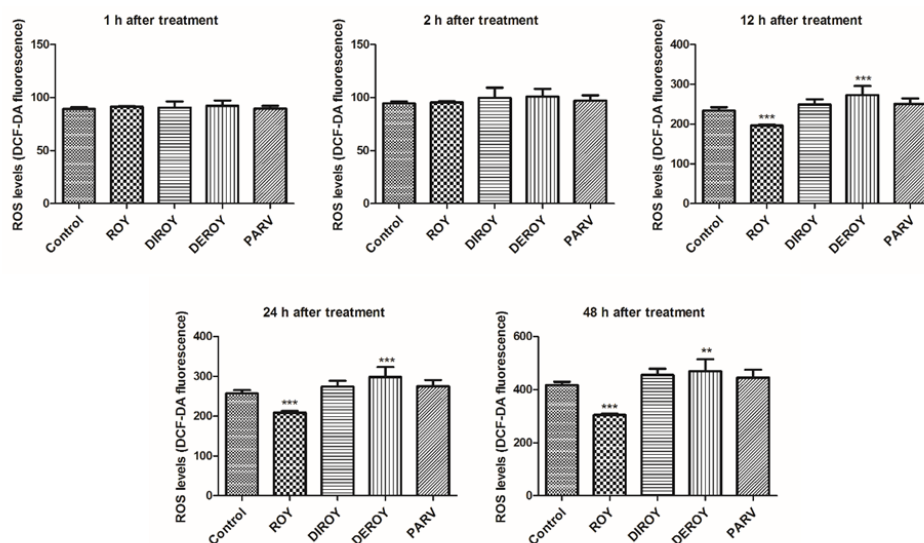 1 h after treatment
ROS levels (DCF-DA fluorescence)
150
100
50
0
Control
ROY
DIROY
DEROY
PARV
2 h after treatment
ROS levels (DCF-DA fluorescence)
150
100
50
0
Control
ROY
DIROY
DEROY
PARV
12 h after treatment
ROS levels (DCF-DA fluorescence)
400
300
200
100
0
***
***
Control
ROY
DIROY
DEROY
PARV
24 h after treatment
ROS levels (DCF-DA fluorescence)
400
300
200
100
0
***
***
Control
ROY
DIROY
DEROY
PARV
48 h after treatment
ROS levels (DCF-DA fluorescence)
600
400
200
0
***
**
Control
ROY
DIROY
DEROY
PARV